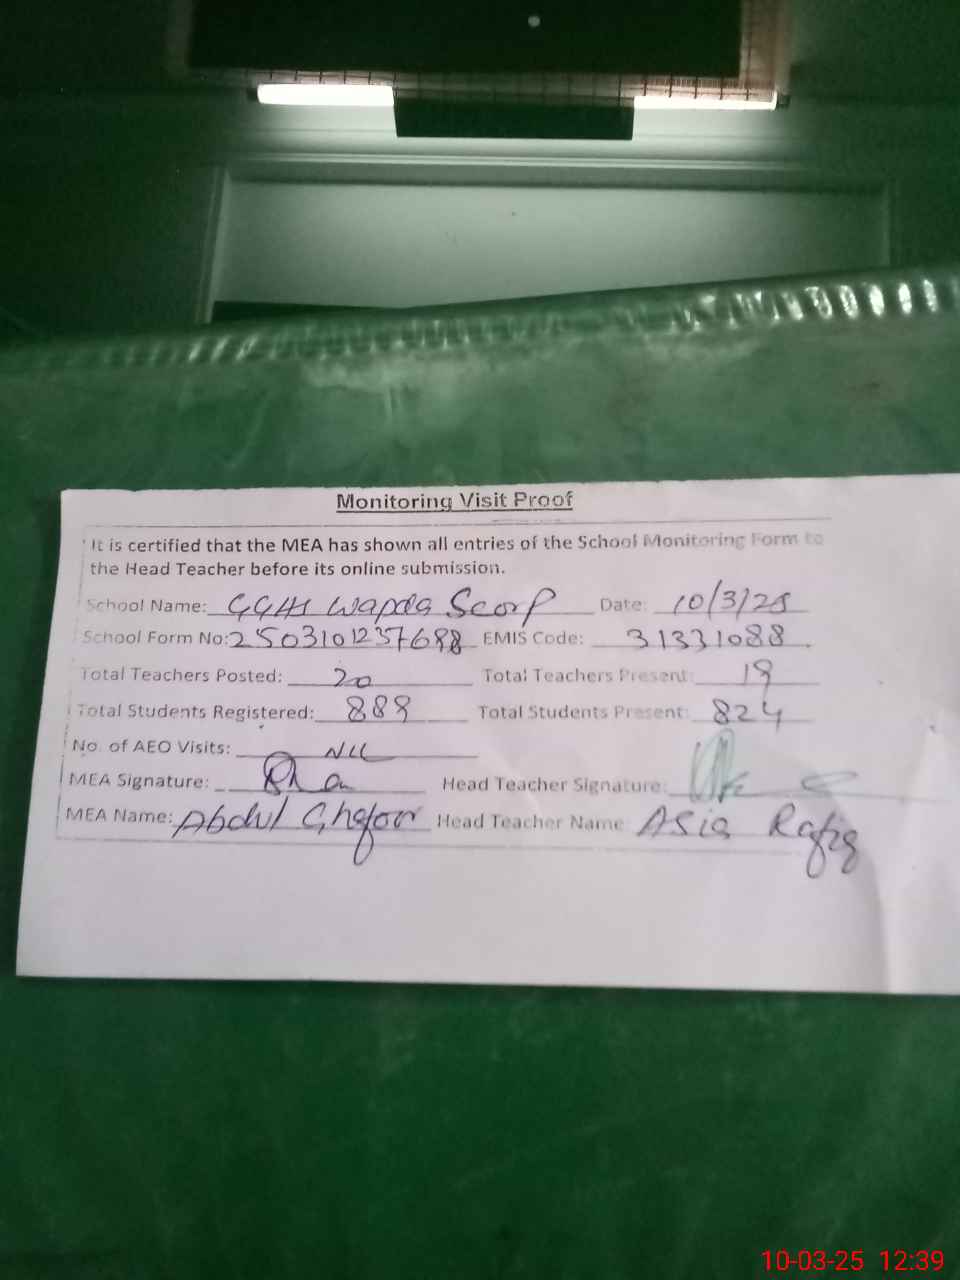 Monitoring Visit Proof
It is certified that the MEA has shown all entries of the School Monitoring Form to
the Head Teacher before its online submission.
School Name: GGHS Wapda Scorp Date: 10/3/25
School Form No: 2503101237688 EMIS Code: 31331088
Total Teachers Posted: 20 Total Teachers Present: 19
Total Students Registered: 888 Total Students Present: 824
No. of AEO Visits: NIL
MEA Signature: Head Teacher Signature:
MEA Name: Abdul Ghafoor Head Teacher Name Asia Rafiq
10-03-25 12:39